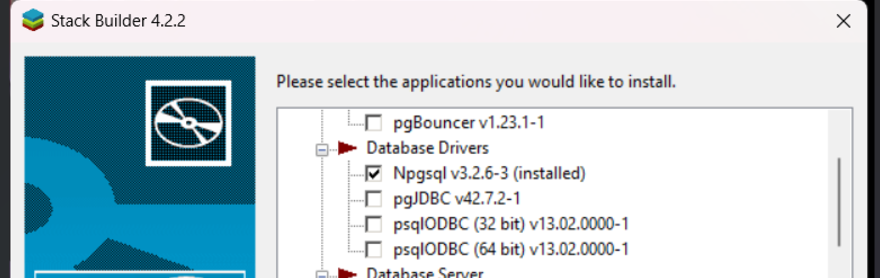 Stack Builder 4.2.2
Please select the applications you would like to install.
pgBouncer v1.23.1-1
Database Drivers
Npgsql v3.2.6-3 (installed)
pgJDBC v42.7.2-1
psqlODBC (32 bit) v13.02.0000-1
psqlODBC (64 bit) v13.02.0000-1
Database Server